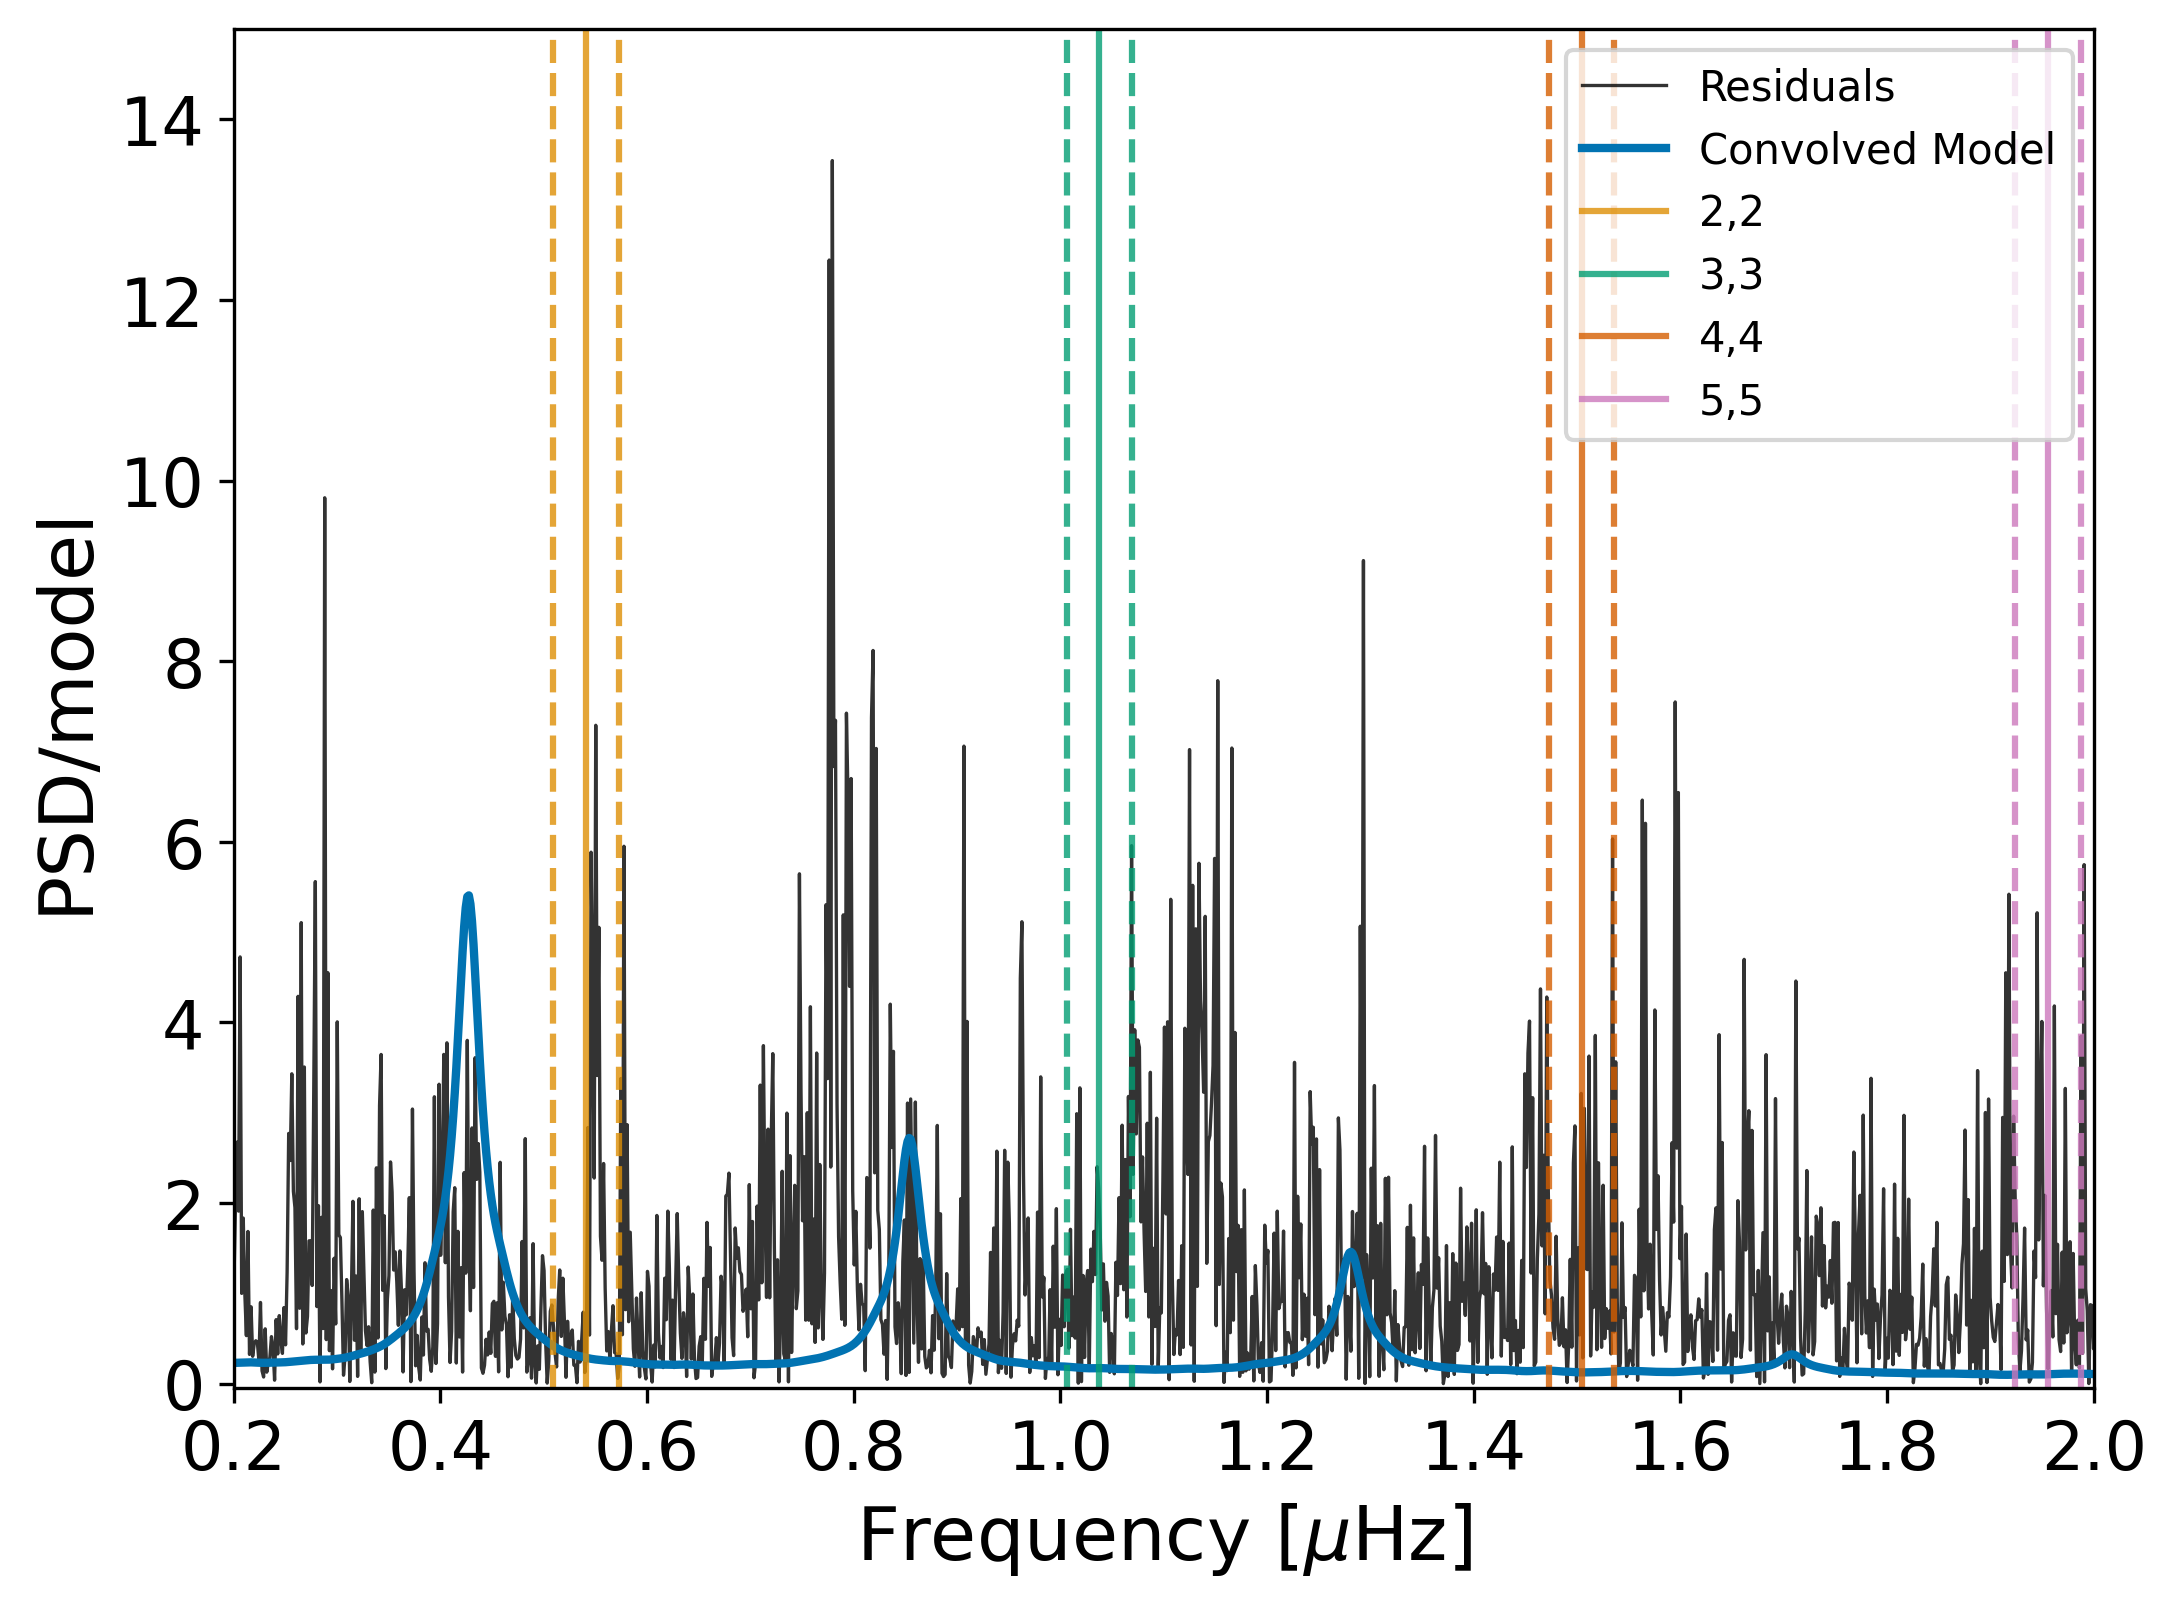 14
12
10
8
6
4
2
0
PSD/model
0.2 0.4 0.6 0.8 1.0 1.2 1.4 1.6 1.8 2.0
Frequency [μHz]
Residuals
Convolved Model
2,2
3,3
4,4
5,5